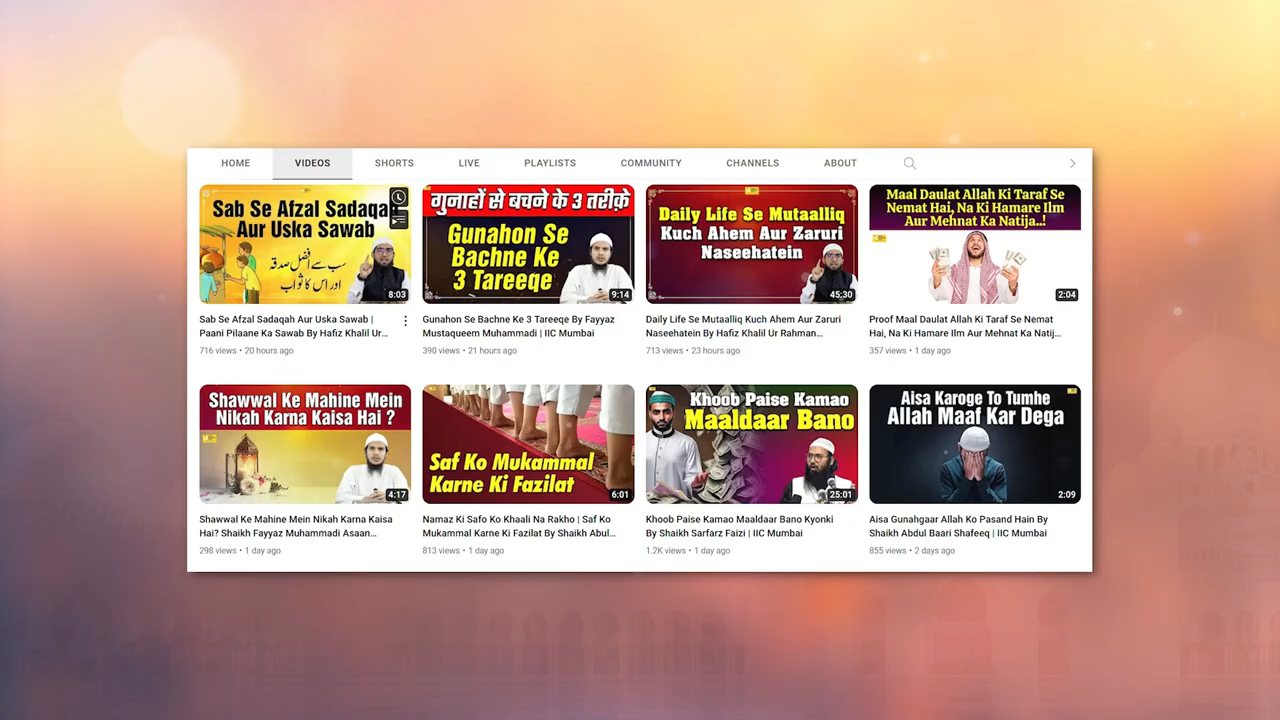 HOME VIDEOS SHORTS LIVE PLAYLISTS COMMUNITY CHANNELS ABOUT
Sab Se Afzal Sadaqa
Aur Uska Sawab
سب سے افضل صدقہ
اور اس کا ثواب
8:03
Sab Se Afzal Sadaqah Aur Uska Sawab |
Paani Pilaane Ka Sawab By Hafiz Khalil Ur...
716 views • 20 hours ago
गुनाहों से बचने के 3 तरीक़े
Gunahon Se
Bachne Ke
3 Tareeqe
9:14
Gunahon Se Bachne Ke 3 Tareeqe By Fayyaz
Mustaqueem Muhammadi | IIC Mumbai
390 views • 21 hours ago
Daily Life Se Mutaalliq
Kuch Ahem Aur Zaruri
Naseehatein
45:30
Daily Life Se Mutaalliq Kuch Ahem Aur Zaruri
Naseehatein By Hafiz Khalil Ur Rahman...
713 views • 23 hours ago
Maal Daulat Allah Ki Taraf Se
Nemat Hai, Na Ki Hamare Ilm
Aur Mehnat Ka Natija..!
2:04
Proof Maal Daulat Allah Ki Taraf Se Nemat
Hai, Na Ki Hamare Ilm Aur Mehnat Ka Natij...
357 views • 1 day ago
Shawwal Ke Mahine Mein
Nikah Karna Kaisa Hai ?
4:17
Shawwal Ke Mahine Mein Nikah Karna Kaisa
Hai? Shaikh Fayyaz Muhammadi Asaan...
298 views • 1 day ago
Saf Ko Mukammal
Karne Ki Fazilat
6:01
Namaz Ki Safo Ko Khaali Na Rakho | Saf Ko
Mukammal Karne Ki Fazilat By Shaikh Abul...
813 views • 1 day ago
Khoob Paise Kamao
Maaldaar Bano
25:01
Khoob Paise Kamao Maaldaar Bano Kyonki
By Shaikh Sarfarz Faizi | IIC Mumbai
1.2K views • 1 day ago
Aisa Karoge To Tumhe
Allah Maaf Kar Dega
2:09
Aisa Gunahgaar Allah Ko Pasand Hain By
Shaikh Abdul Baari Shafeeq | IIC Mumbai
855 views • 2 days ago